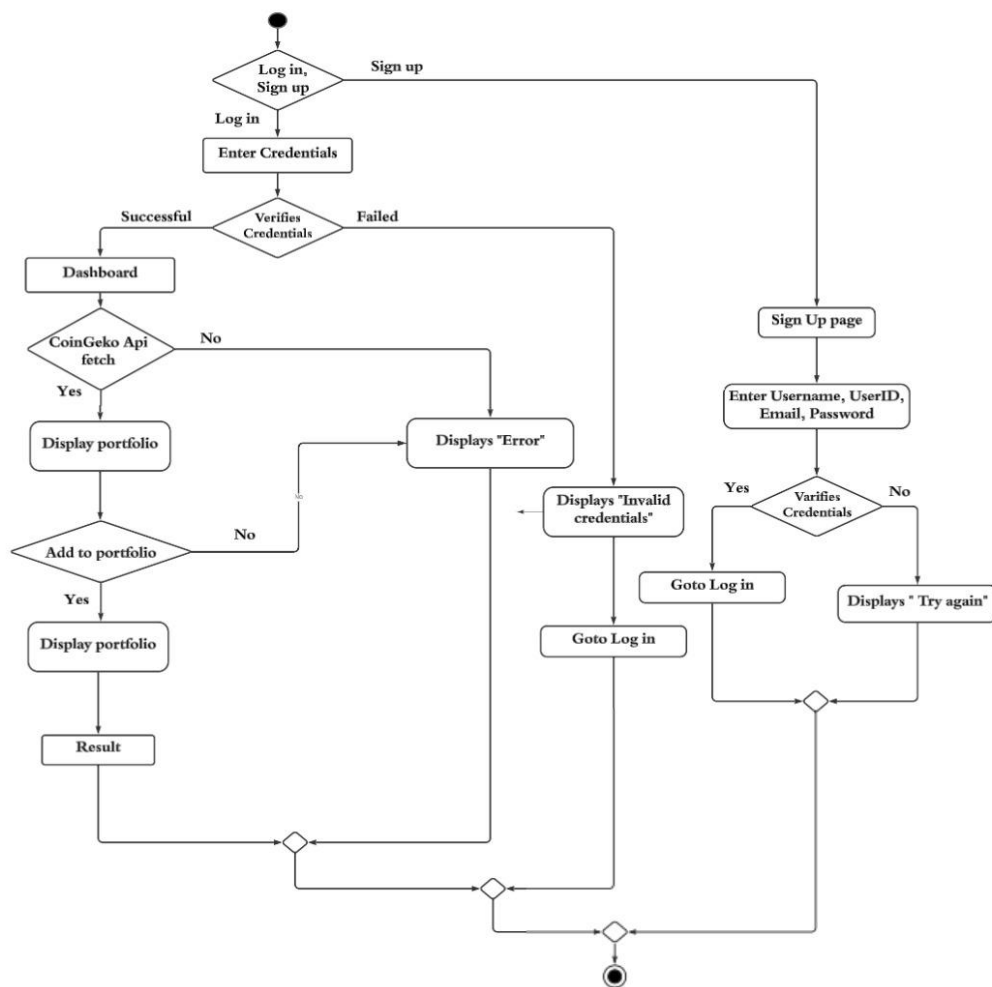 Log in,
Sign up
Sign up
Log in
Enter Credentials
Successful
Verifies
Credentials
Failed
Dashboard
CoinGeko Api
fetch
No
Yes
Sign Up page
Enter Username, UserID,
Email, Password
Display portfolio
Displays "Error"
Yes
Varifies
Credentials
No
Displays "Invalid
credentials"
NO
Add to portfolio
No
Yes
Goto Log in
Displays " Try again"
Display portfolio
Goto Log in
Result